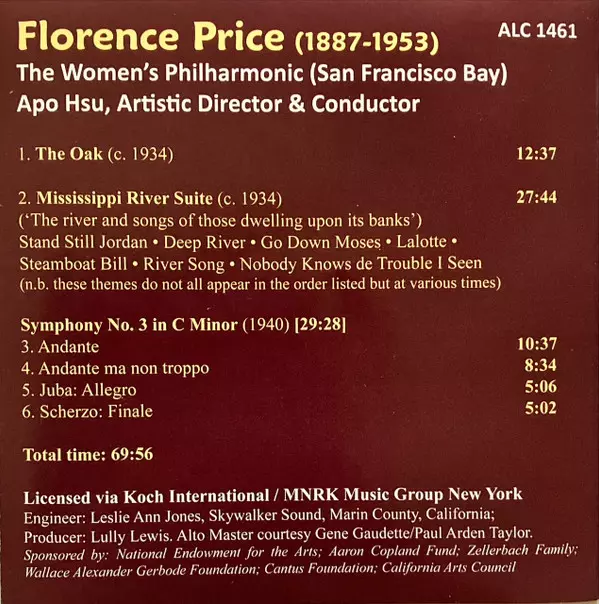 Florence Price (1887-1953)
ALC 1461
The Women's Philharmonic (San Francisco Bay)
Apo Hsu, Artistic Director & Conductor
1. The Oak (c. 1934) 12:37
2. Mississippi River Suite (c. 1934) 27:44
('The river and songs of those dwelling upon its banks')
Stand Still Jordan • Deep River • Go Down Moses • Lalotte •
Steamboat Bill • River Song • Nobody Knows de Trouble I Seen
(n.b. these themes do not all appear in the order listed but at various times)
Symphony No. 3 in C Minor (1940) [29:28]
3. Andante 10:37
4. Andante ma non troppo 8:34
5. Juba: Allegro 5:06
6. Scherzo: Finale 5:02
Total time: 69:56
Licensed via Koch International / MNRK Music Group New York
Engineer: Leslie Ann Jones, Skywalker Sound, Marin County, California;
Producer: Lully Lewis. Alto Master courtesy Gene Gaudette/Paul Arden Taylor.
Sponsored by: National Endowment for the Arts; Aaron Copland Fund; Zellerbach Family;
Wallace Alexander Gerbode Foundation; Cantus Foundation; California Arts Council